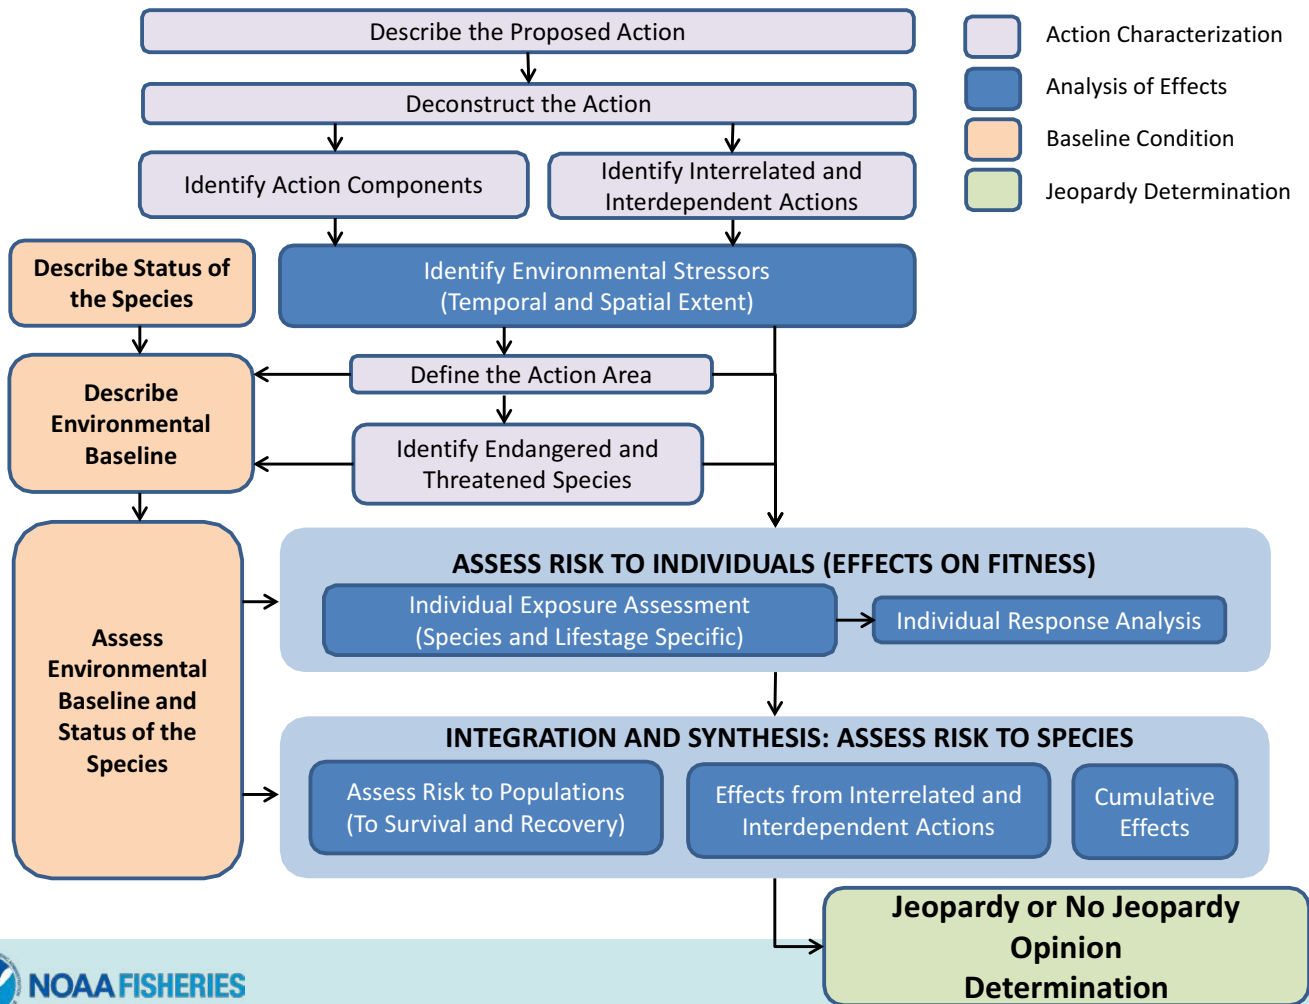 Describe the Proposed Action
Deconstruct the Action
Identify Action Components
Identify Interrelated and
Interdependent Actions
Action Characterization
Analysis of Effects
Baseline Condition
Jeopardy Determination
Describe Status of
the Species
Identify Environmental Stressors
(Temporal and Spatial Extent)
Describe
Environmental
Baseline
Define the Action Area
Identify Endangered and
Threatened Species
Assess
Environmental
Baseline and
Status of the
Species
ASSESS RISK TO INDIVIDUALS (EFFECTS ON FITNESS)
Individual Exposure Assessment
(Species and Lifestage Specific)
Individual Response Analysis
INTEGRATION AND SYNTHESIS: ASSESS RISK TO SPECIES
Assess Risk to Populations
(To Survival and Recovery)
Effects from Interrelated and
Interdependent Actions
Cumulative
Effects
Jeopardy or No Jeopardy
Opinion
Determination
NOAA FISHERIES